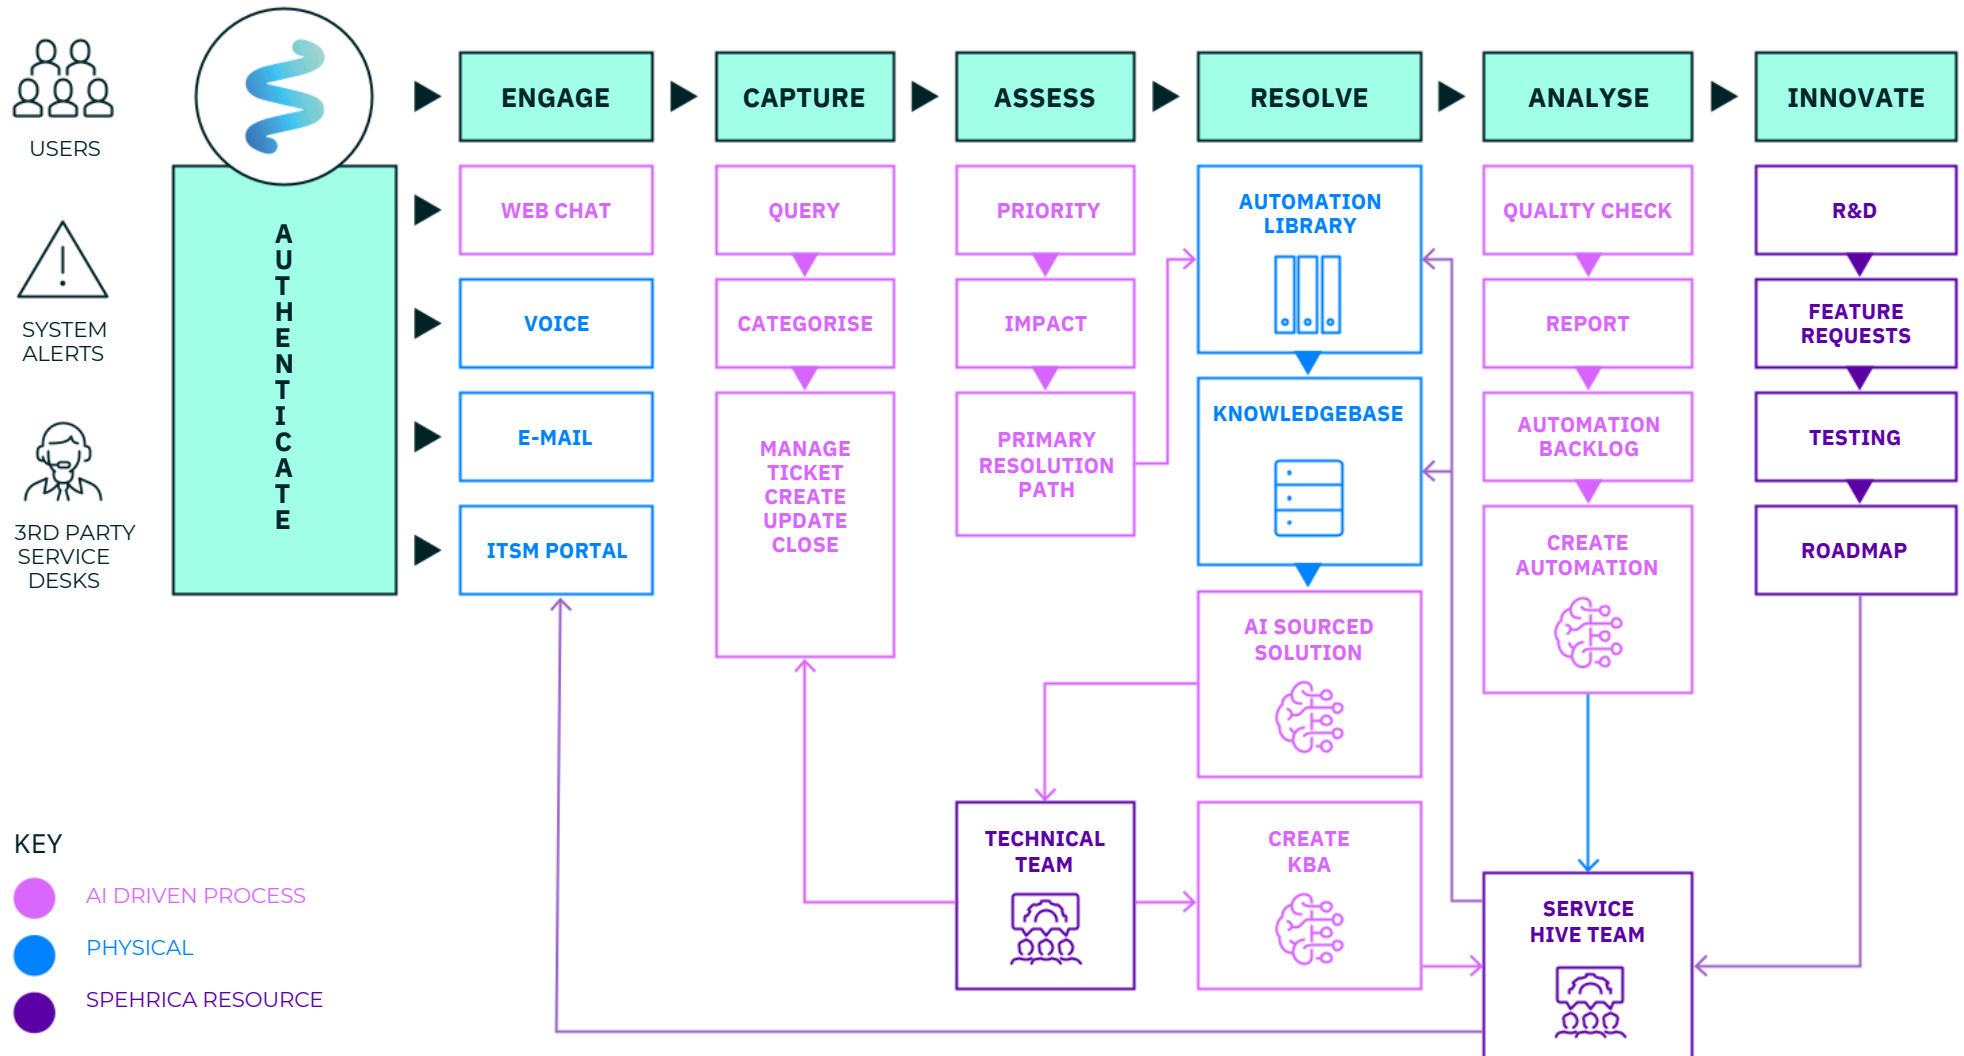 USERS
SYSTEM
ALERTS
3RD PARTY
SERVICE
DESKS
AUTHENTICATE
ENGAGE
WEB CHAT
VOICE
E-MAIL
ITSM PORTAL
CAPTURE
QUERY
CATEGORISE
MANAGE
TICKET
CREATE
UPDATE
CLOSE
ASSESS
PRIORITY
IMPACT
PRIMARY
RESOLUTION
PATH
TECHNICAL
TEAM
RESOLVE
AUTOMATION
LIBRARY
KNOWLEDGEBASE
AI SOURCED
SOLUTION
CREATE
KBA
ANALYSE
QUALITY CHECK
REPORT
AUTOMATION
BACKLOG
CREATE
AUTOMATION
SERVICE
HIVE TEAM
INNOVATE
R&D
FEATURE
REQUESTS
TESTING
ROADMAP
KEY
AI DRIVEN PROCESS
PHYSICAL
SPEHRICA RESOURCE